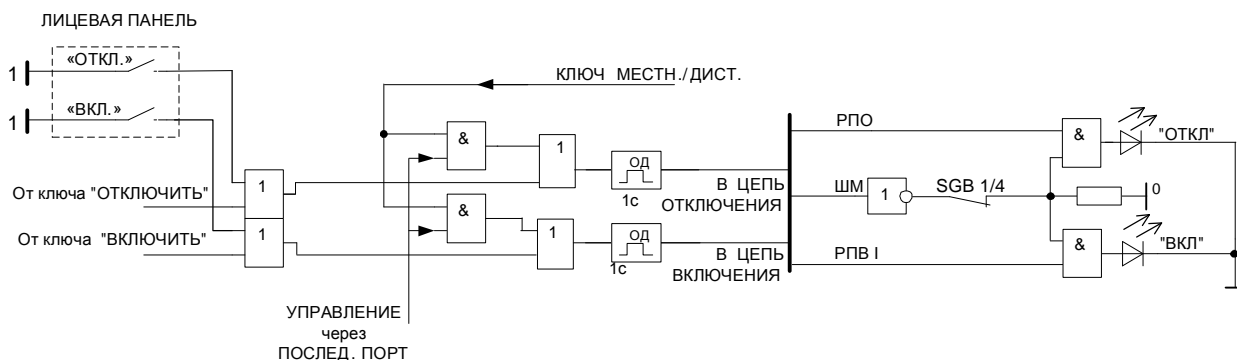 ЛИЦЕВАЯ ПАНЕЛЬ
«ОТКЛ.»
1
«ВКЛ.»
1
КЛЮЧ МЕСТН./ДИСТ.
&
1
ОД
1с
От ключа "ОТКЛЮЧИТЬ"
1
В ЦЕПЬ
ОТКЛЮЧЕНИЯ
&
От ключа "ВКЛЮЧИТЬ"
1
1
ОД
1с
В ЦЕПЬ
ВКЛЮЧЕНИЯ
УПРАВЛЕНИЕ
через
ПОСЛЕД. ПОРТ
РПО
&
"ОТКЛ"
ШМ
1
SGB 1/4
0
РПВ I
&
"ВКЛ"